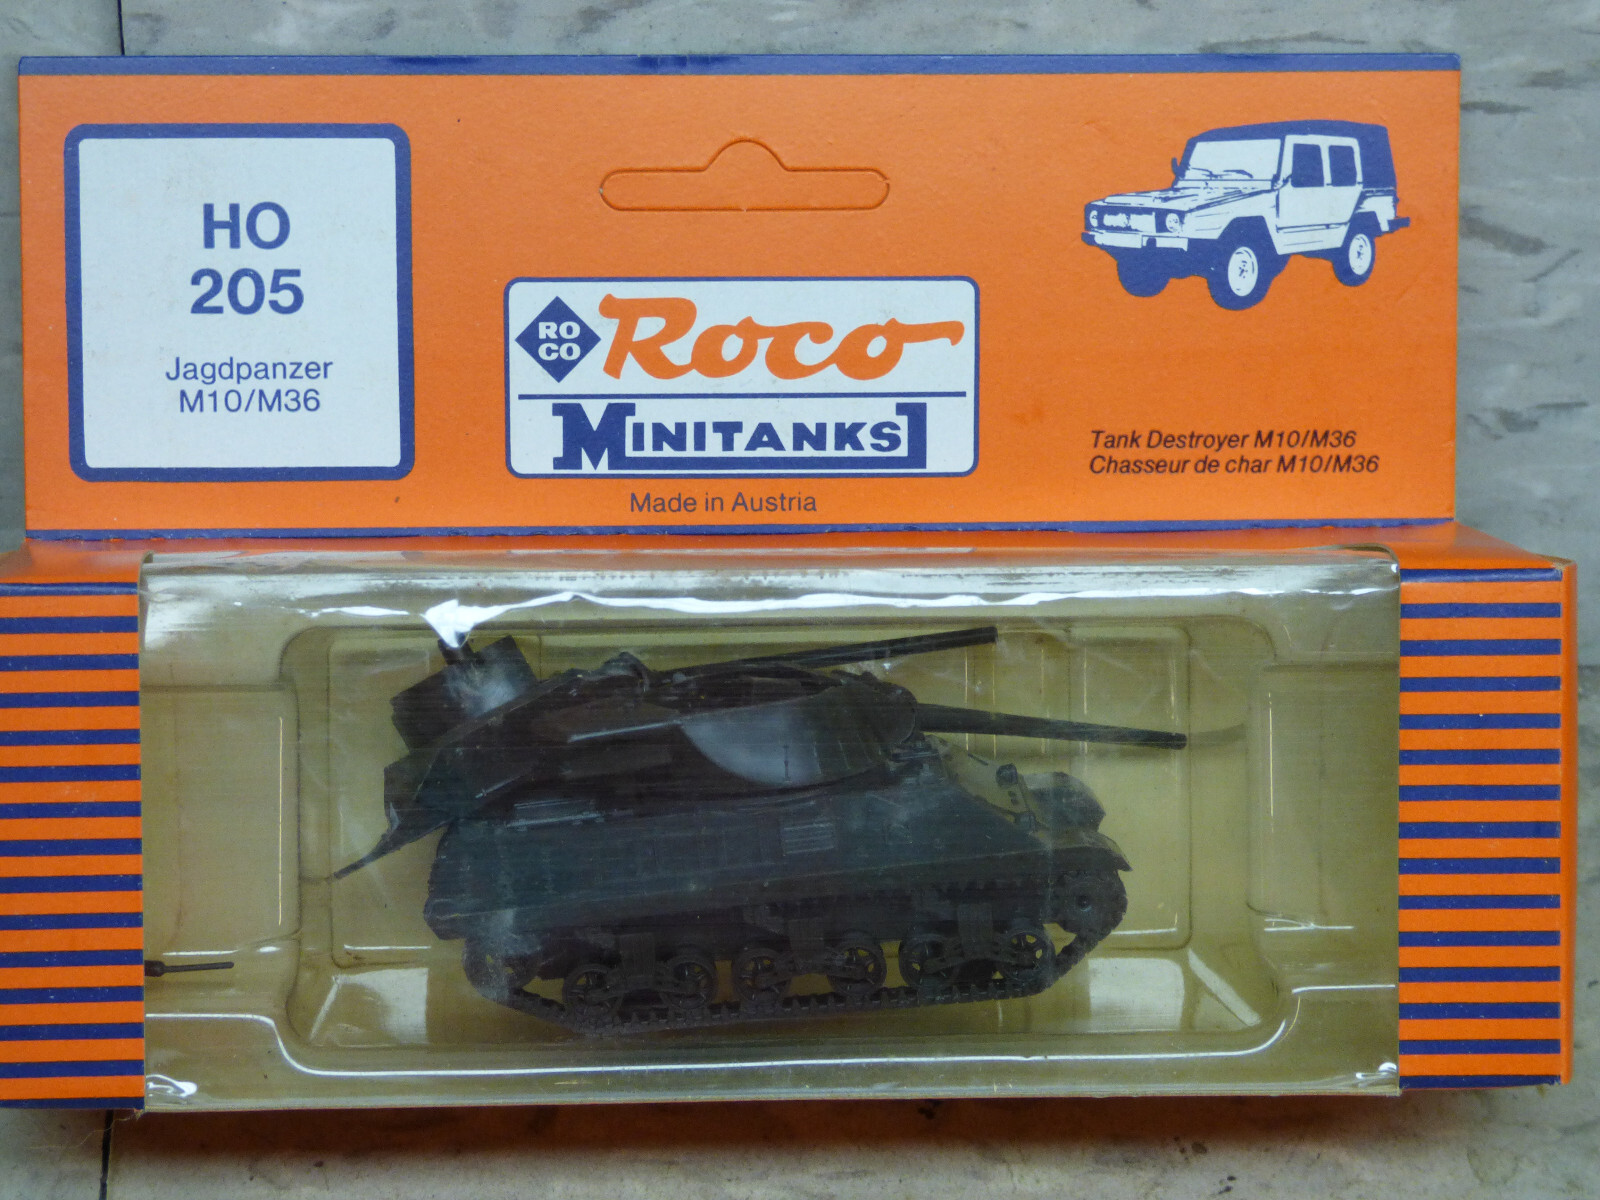 HO
205
Jagdpanzer
M10/M36
RO
CO
Roco
MINITANKS
Made in Austria
Tank Destroyer M10/M36
Chasseur de char M10/M36